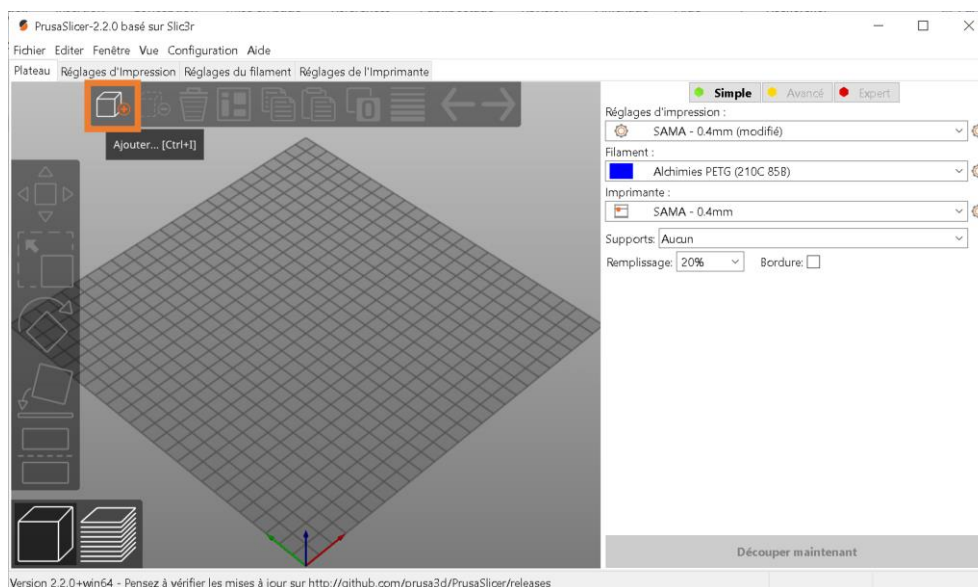 PrusaSlicer-2.2.0 basé sur Slic3r
Fichier Editer Fenêtre Vue Configuration Aide
Plateau Réglages d'Impression Réglages du filament Réglages de l'Imprimante
Simple Avancé Expert
Ajouter... [Ctrl+I]
Réglages d'impression :
SAMA - 0.4mm (modifié)
Filament :
Alchimies PETG (210C 85B)
Imprimante :
SAMA - 0.4mm
Supports: Aucun
Remplissage: 20% Bordure:
Découper maintenant
Version 2.2.0+win64 - Pensez à vérifier les mises à jour sur http://github.com/prusa3d/PrusaSlicer/releases